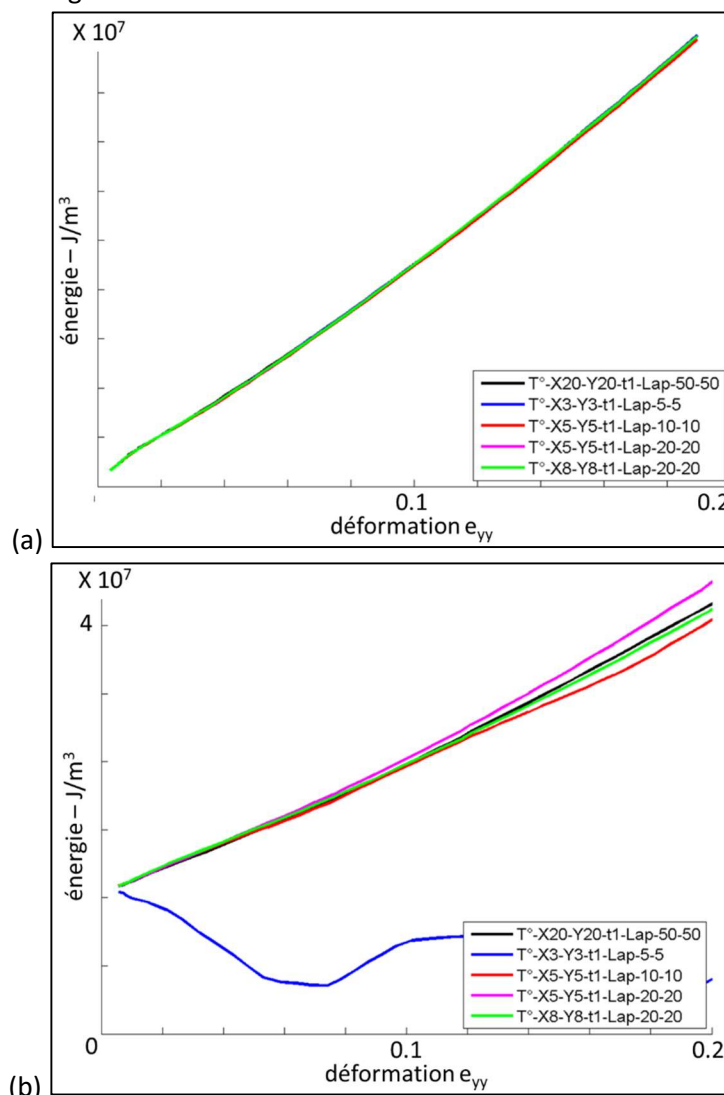 X 10⁷
énergie – J/m³
T°-X20-Y20-t1-Lap-50-50
T°-X3-Y3-t1-Lap-5-5
T°-X5-Y5-t1-Lap-10-10
T°-X5-Y5-t1-Lap-20-20
T°-X8-Y8-t1-Lap-20-20
0.1
0.2
déformation e_yy
(a)
X 10⁷
4
énergie – J/m³
T°-X20-Y20-t1-Lap-50-50
T°-X3-Y3-t1-Lap-5-5
T°-X5-Y5-t1-Lap-10-10
T°-X5-Y5-t1-Lap-20-20
T°-X8-Y8-t1-Lap-20-20
0
0.1
0.2
déformation e_yy
(b)